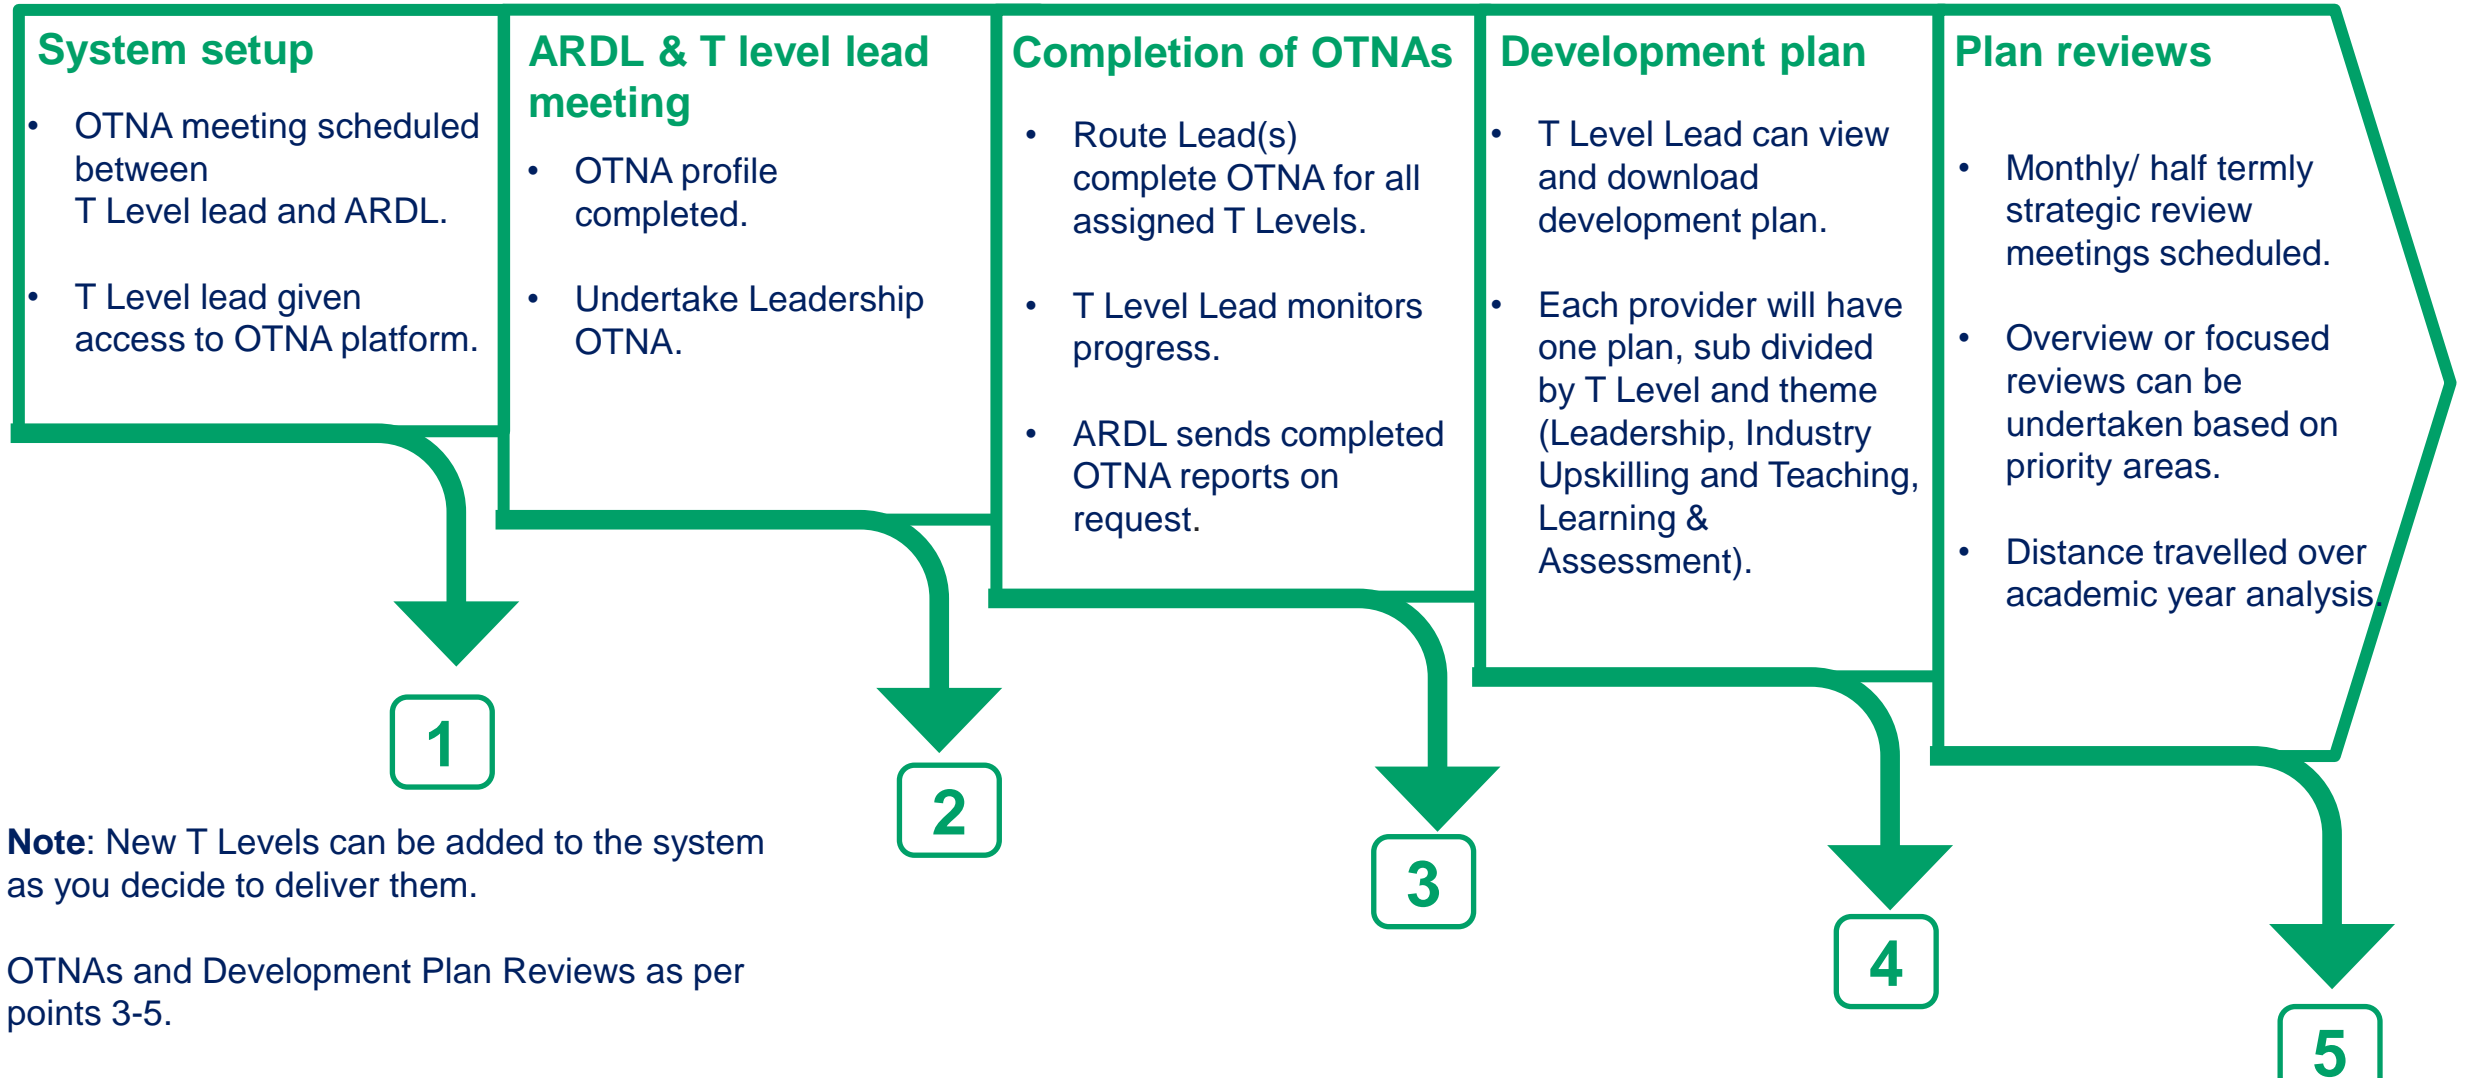 System setup
• OTNA meeting scheduled
between
T Level lead and ARDL.
• T Level lead given
access to OTNA platform.
ARDL & T level lead
meeting
• OTNA profile
completed.
• Undertake Leadership
OTNA.
Completion of OTNAs
• Route Lead(s)
complete OTNA for all
assigned T Levels.
• T Level Lead monitors
progress.
• ARDL sends completed
OTNA reports on
request.
Development plan
• T Level Lead can view
and download
development plan.
• Each provider will have
one plan, sub divided
by T Level and theme
(Leadership, Industry
Upskilling and Teaching,
Learning &
Assessment).
Plan reviews
• Monthly/ half termly
strategic review
meetings scheduled.
• Overview or focused
reviews can be
undertaken based on
priority areas.
• Distance travelled over
academic year analysis.
1
2
3
4
5
Note: New T Levels can be added to the system
as you decide to deliver them.
OTNAs and Development Plan Reviews as per
points 3-5.